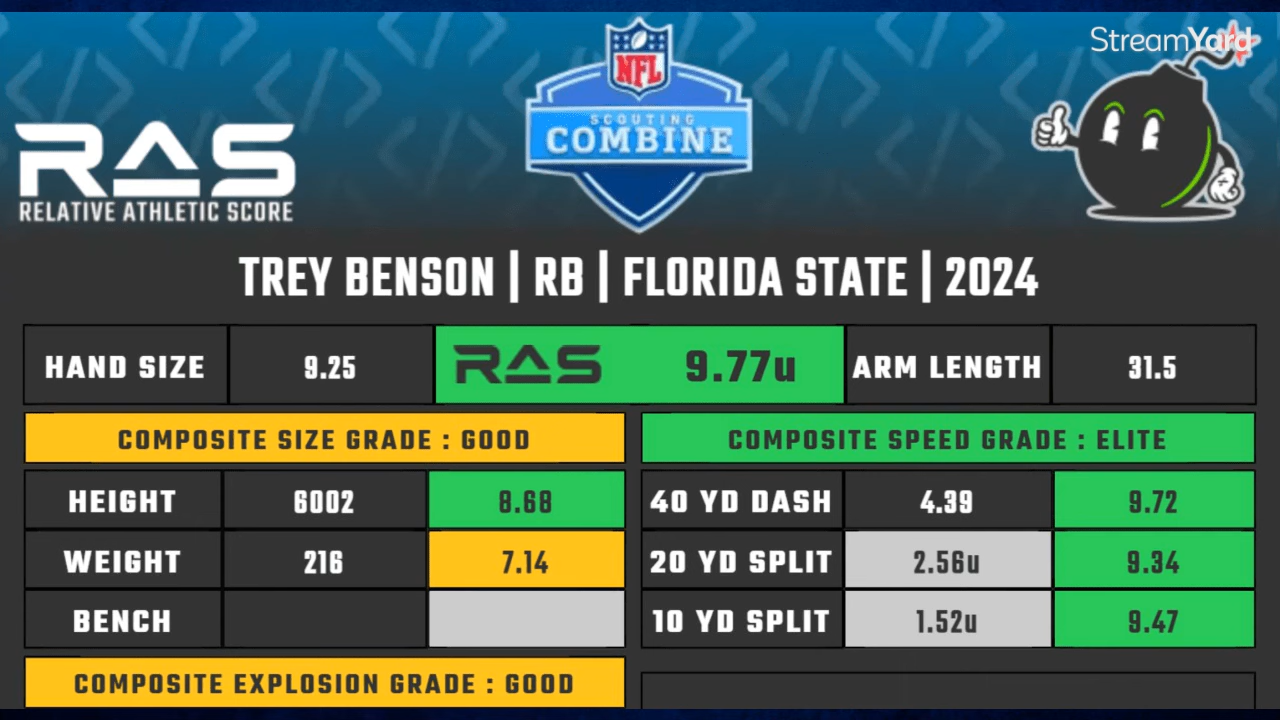 StreamYard
NFL
SCOUTING
COMBINE
RAS
RELATIVE ATHLETIC SCORE
TREY BENSON | RB | FLORIDA STATE | 2024
HAND SIZE 9.25 RAS 9.77u ARM LENGTH 31.5
COMPOSITE SIZE GRADE : GOOD
HEIGHT 6002 8.68
WEIGHT 216 7.14
BENCH
COMPOSITE EXPLOSION GRADE : GOOD
COMPOSITE SPEED GRADE : ELITE
40 YD DASH 4.39 9.72
20 YD SPLIT 2.56u 9.34
10 YD SPLIT 1.52u 9.47